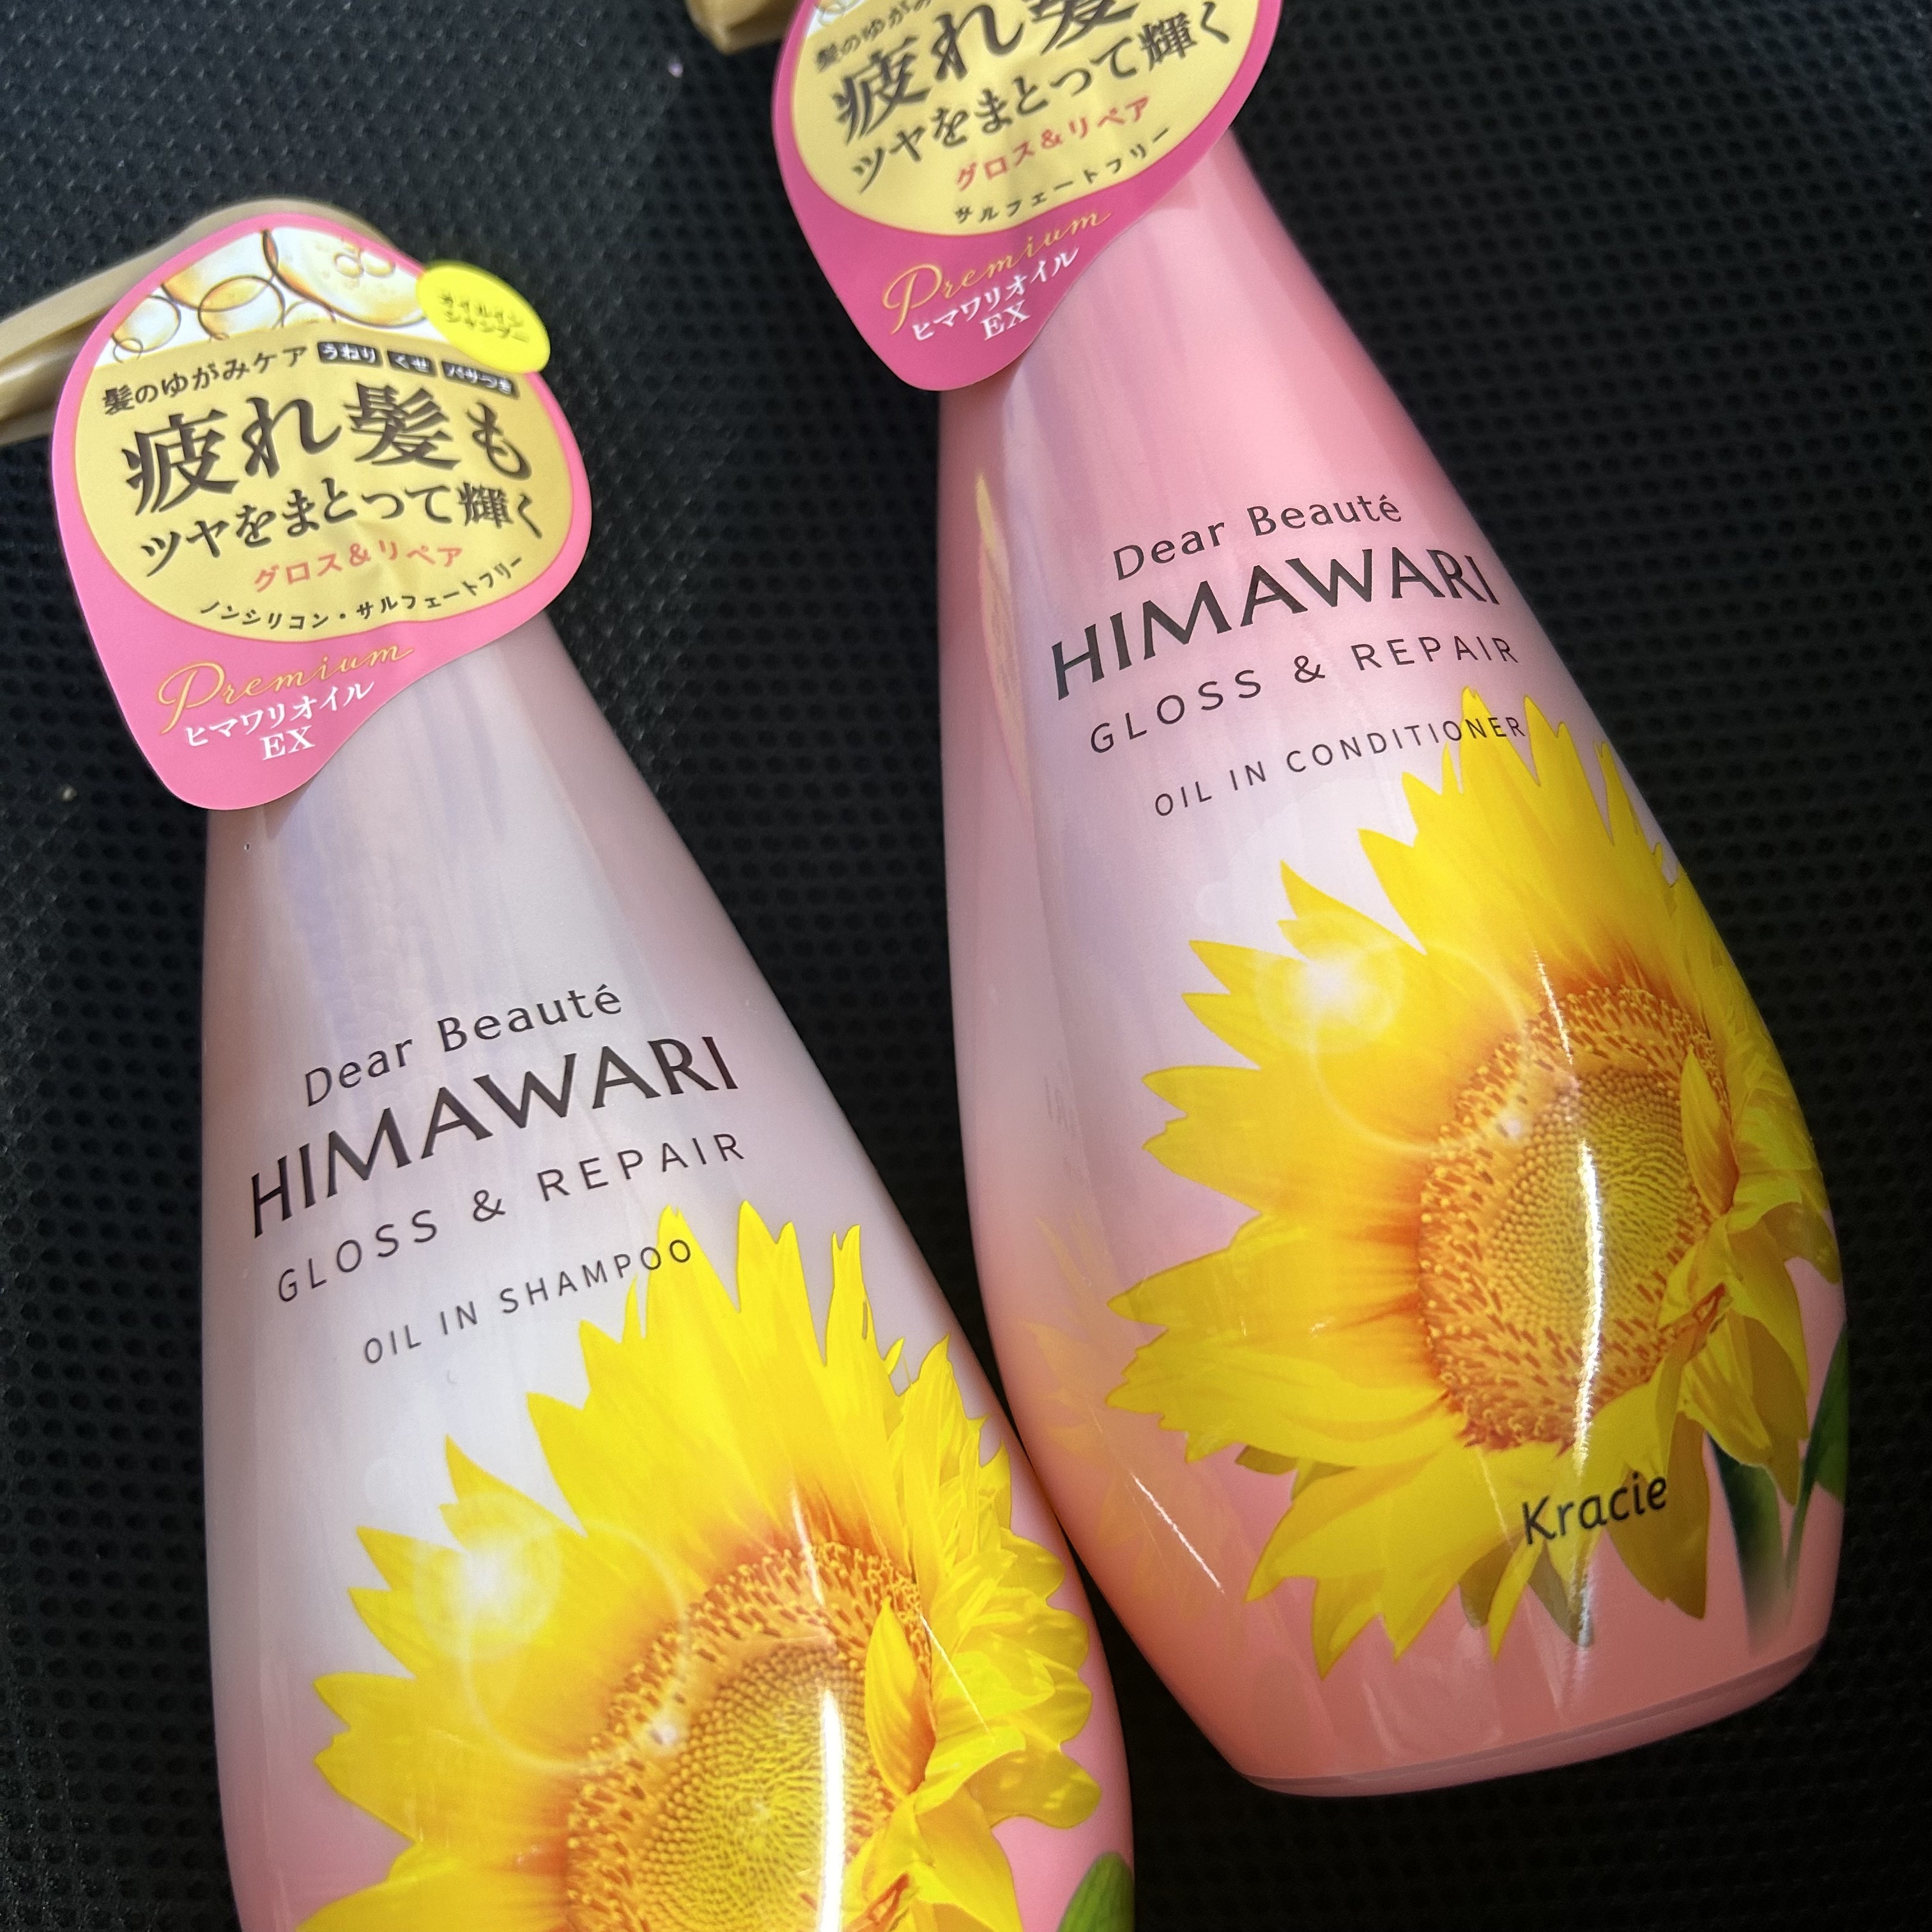 オイルイン
シャンプー
髪のゆがみケア うねり くせ パサつき
疲れ髪も
ツヤをまとって輝く
グロス&リペア
ノンシリコン・サルフェートフリー
Premium
ヒマワリオイル
EX
Dear Beauté
HIMAWARI
GLOSS & REPAIR
OIL IN SHAMPOO
髪のゆがみ
疲れ髪
ツヤをまとって輝く
グロス&リペア
サルフェートフリー
Premium
ヒマワリオイル
EX
Dear Beauté
HIMAWARI
GLOSS & REPAIR
OIL IN CONDITIONER
Kracie